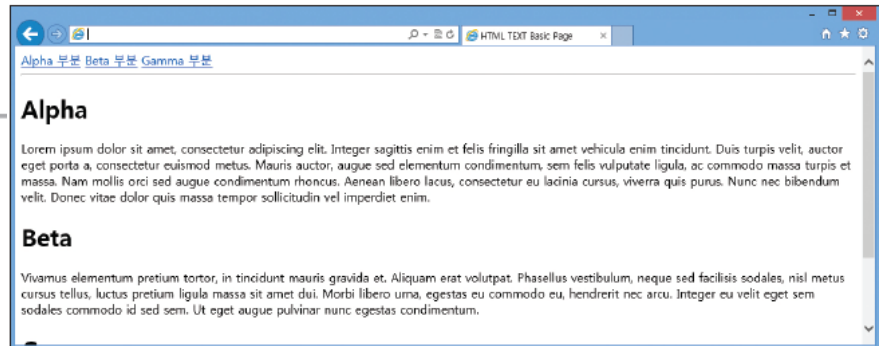 HTML TEXT Basic Page
Alpha 부분 Beta 부분 Gamma 부분
Alpha
Lorem ipsum dolor sit amet, consectetur adipiscing elit. Integer sagittis enim et felis fringilla sit amet vehicula enim tincidunt. Duis turpis velit, auctor
eget porta a, consectetur euismod metus. Mauris auctor, augue sed elementum condimentum, sem felis vulputate ligula, ac commodo massa turpis et
massa. Nam mollis orci sed augue condimentum rhoncus. Aenean libero lacus, consectetur eu lacinia cursus, viverra quis purus. Nunc nec bibendum
velit. Donec vitae dolor quis massa tempor sollicitudin vel imperdiet enim.
Beta
Vivamus elementum pretium tortor, in tincidunt mauris gravida et. Aliquam erat volutpat. Phasellus vestibulum, neque sed facilisis sodales, nisl metus
cursus tellus, luctus pretium ligula massa sit amet dui. Morbi libero urna, egestas eu commodo eu, hendrerit nec arcu. Integer eu velit eget sem
sodales commodo id sed sem. Ut eget augue pulvinar nunc egestas condimentum.